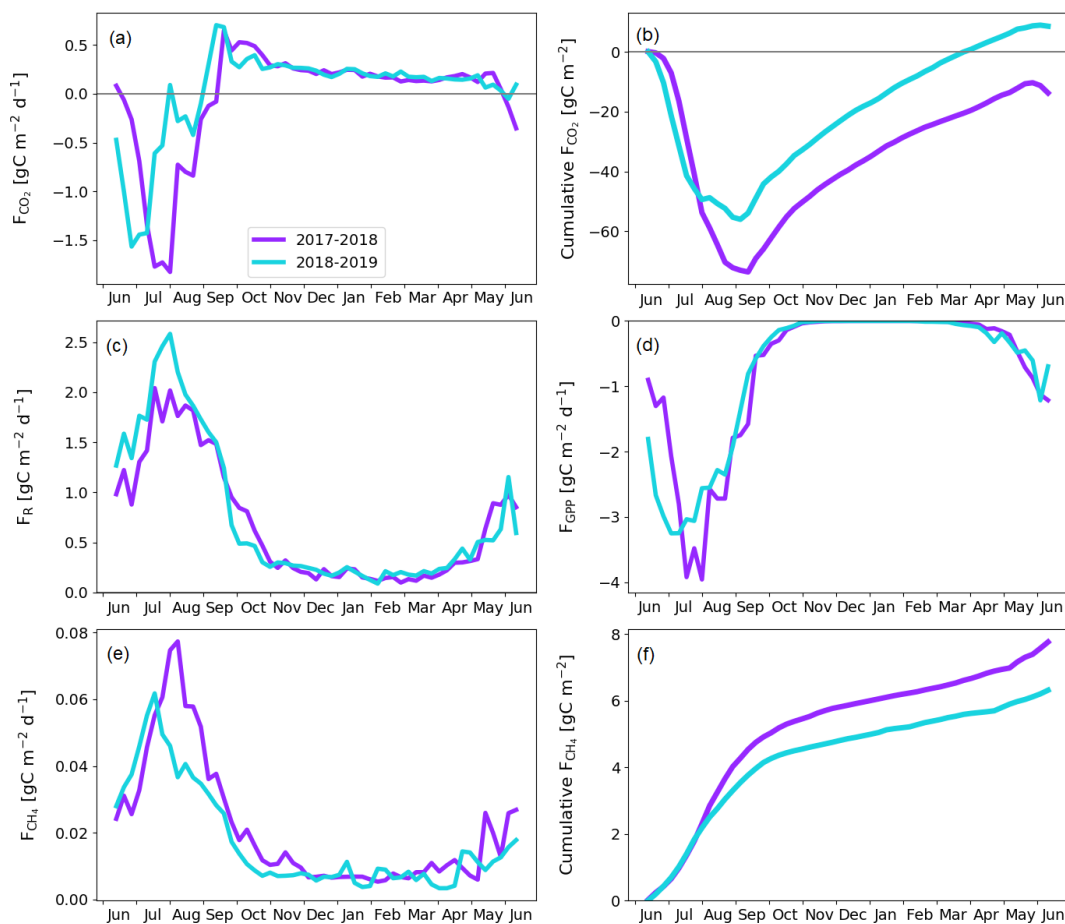 (a)
F_CO₂ [gC m⁻² d⁻¹]
0.5
0.0
−0.5
−1.0
−1.5
2017-2018
2018-2019
Jun Jul Aug Sep Oct Nov Dec Jan Feb Mar Apr May Jun
(b)
Cumulative F_CO₂ [gC m⁻²]
0
−20
−40
−60
Jun Jul Aug Sep Oct Nov Dec Jan Feb Mar Apr May Jun
(c)
F_R [gC m⁻² d⁻¹]
2.5
2.0
1.5
1.0
0.5
0.0
Jun Jul Aug Sep Oct Nov Dec Jan Feb Mar Apr May Jun
(d)
F_GPP [gC m⁻² d⁻¹]
0
−1
−2
−3
−4
Jun Jul Aug Sep Oct Nov Dec Jan Feb Mar Apr May Jun
(e)
F_CH₄ [gC m⁻² d⁻¹]
0.08
0.06
0.04
0.02
0.00
Jun Jul Aug Sep Oct Nov Dec Jan Feb Mar Apr May Jun
(f)
Cumulative F_CH₄ [gC m⁻²]
8
6
4
2
0
Jun Jul Aug Sep Oct Nov Dec Jan Feb Mar Apr May Jun